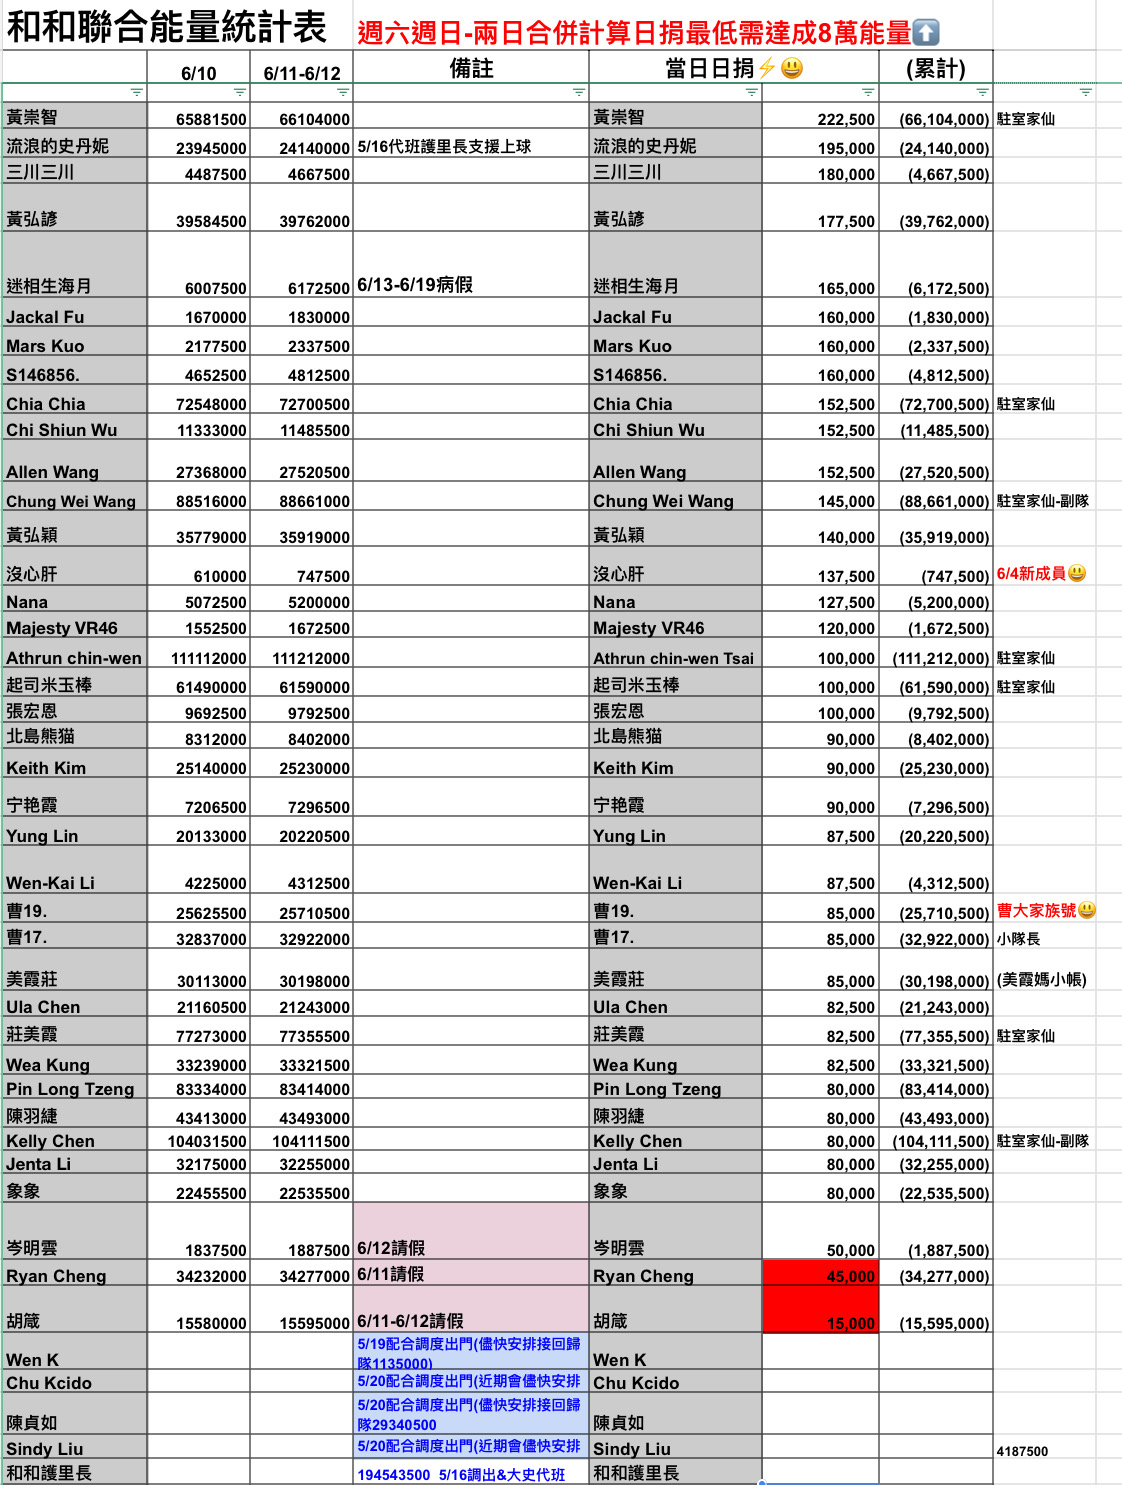 和和聯合能量統計表 週六週日-兩日合併計算日捐最低需達成8萬能量⬆️
6/10 6/11-6/12 備註 當日日捐⚡😃 (累計)
黃崇智 65881500 66104000 黃崇智 222,500 (66,104,000) 駐室家仙
流浪的史丹妮 23945000 24140000 5/16代班護里長支援上球 流浪的史丹妮 195,000 (24,140,000)
三川三川 4487500 4667500 三川三川 180,000 (4,667,500)
黃弘諺 39584500 39762000 黃弘諺 177,500 (39,762,000)
迷相生海月 6007500 6172500 6/13-6/19病假 迷相生海月 165,000 (6,172,500)
Jackal Fu 1670000 1830000 Jackal Fu 160,000 (1,830,000)
Mars Kuo 2177500 2337500 Mars Kuo 160,000 (2,337,500)
S146856. 4652500 4812500 S146856. 160,000 (4,812,500)
Chia Chia 72548000 72700500 Chia Chia 152,500 (72,700,500) 駐室家仙
Chi Shiun Wu 11333000 11485500 Chi Shiun Wu 152,500 (11,485,500)
Allen Wang 27368000 27520500 Allen Wang 152,500 (27,520,500)
Chung Wei Wang 88516000 88661000 Chung Wei Wang 145,000 (88,661,000) 駐室家仙-副隊
黃弘穎 35779000 35919000 黃弘穎 140,000 (35,919,000)
沒心肝 610000 747500 沒心肝 137,500 (747,500) 6/4新成員😃
Nana 5072500 5200000 Nana 127,500 (5,200,000)
Majesty VR46 1552500 1672500 Majesty VR46 120,000 (1,672,500)
Athrun chin-wen 111112000 111212000 Athrun chin-wen Tsai 100,000 (111,212,000) 駐室家仙
起司米玉棒 61490000 61590000 起司米玉棒 100,000 (61,590,000) 駐室家仙
張宏恩 9692500 9792500 張宏恩 100,000 (9,792,500)
北島熊猫 8312000 8402000 北島熊猫 90,000 (8,402,000)
Keith Kim 25140000 25230000 Keith Kim 90,000 (25,230,000)
宁艳霞 7206500 7296500 宁艳霞 90,000 (7,296,500)
Yung Lin 20133000 20220500 Yung Lin 87,500 (20,220,500)
Wen-Kai Li 4225000 4312500 Wen-Kai Li 87,500 (4,312,500)
曹19. 25625500 25710500 曹19. 85,000 (25,710,500) 曹大家族號😃
曹17. 32837000 32922000 曹17. 85,000 (32,922,000) 小隊長
美霞莊 30113000 30198000 美霞莊 85,000 (30,198,000) (美霞媽小帳)
Ula Chen 21160500 21243000 Ula Chen 82,500 (21,243,000)
莊美霞 77273000 77355500 莊美霞 82,500 (77,355,500) 駐室家仙
Wea Kung 33239000 33321500 Wea Kung 82,500 (33,321,500)
Pin Long Tzeng 83334000 83414000 Pin Long Tzeng 80,000 (83,414,000)
陳羽緁 43413000 43493000 陳羽緁 80,000 (43,493,000)
Kelly Chen 104031500 104111500 Kelly Chen 80,000 (104,111,500) 駐室家仙-副隊
Jenta Li 32175000 32255000 Jenta Li 80,000 (32,255,000)
象象 22455500 22535500 象象 80,000 (22,535,500)
岑明雲 1837500 1887500 6/12請假 岑明雲 50,000 (1,887,500)
Ryan Cheng 34232000 34277000 6/11請假 Ryan Cheng 45,000 (34,277,000)
胡箴 15580000 15595000 6/11-6/12請假 胡箴 15,000 (15,595,000)
5/19配合調度出門(儘快安排接回歸
Wen K 隊1135000) Wen K
Chu Kcido 5/20配合調度出門(近期會儘快安排 Chu Kcido
5/20配合調度出門(儘快安排接回歸
陳貞如 隊29340500 陳貞如
Sindy Liu 5/20配合調度出門(近期會儘快安排 Sindy Liu 4187500
和和護里長 194543500 5/16調出&大史代班 和和護里長